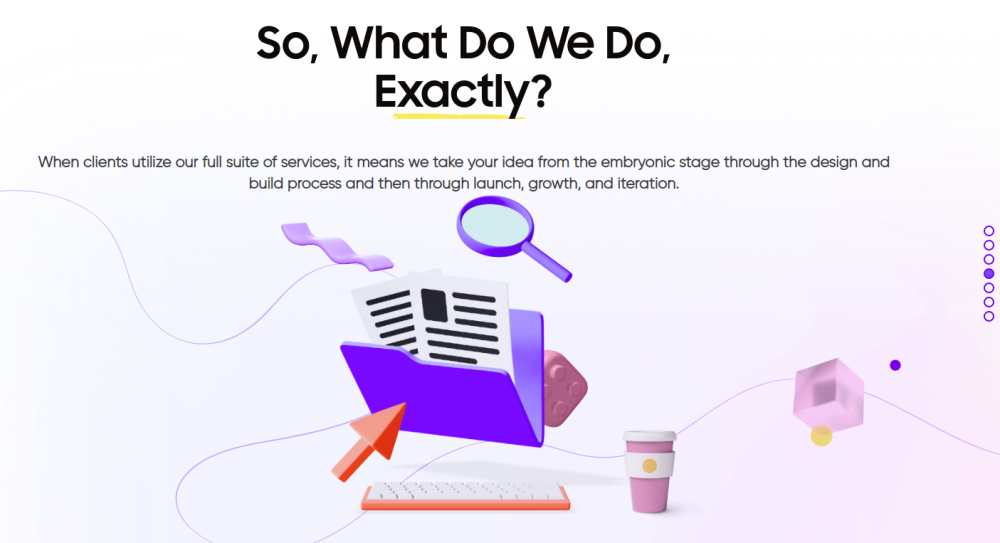 So, What Do We Do,
Exactly?
When clients utilize our full suite of services, it means we take your idea from the embryonic stage through the design and
build process and then through launch, growth, and iteration.